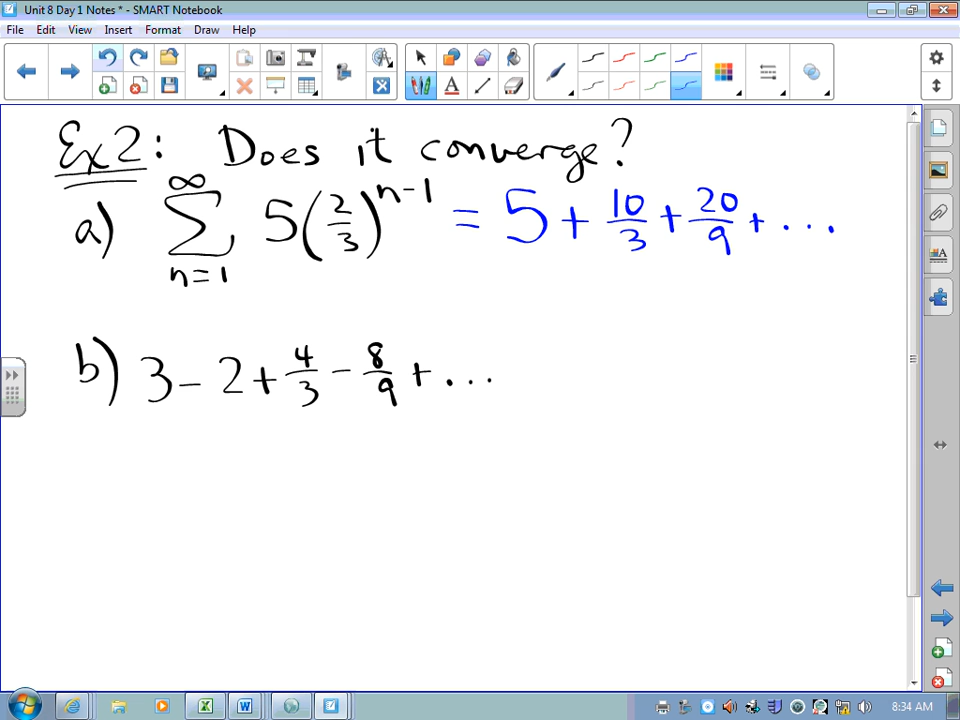 Unit 8 Day 1 Notes * - SMART Notebook
File Edit View Insert Format Draw Help
Ex 2: Does it converge?
a) ∞ ∑ n=1 5(2/3)^(n-1) = 5 + 10/3 + 20/9 + ...
b) 3 - 2 + 4/3 - 8/9 + ...
8:34 AM